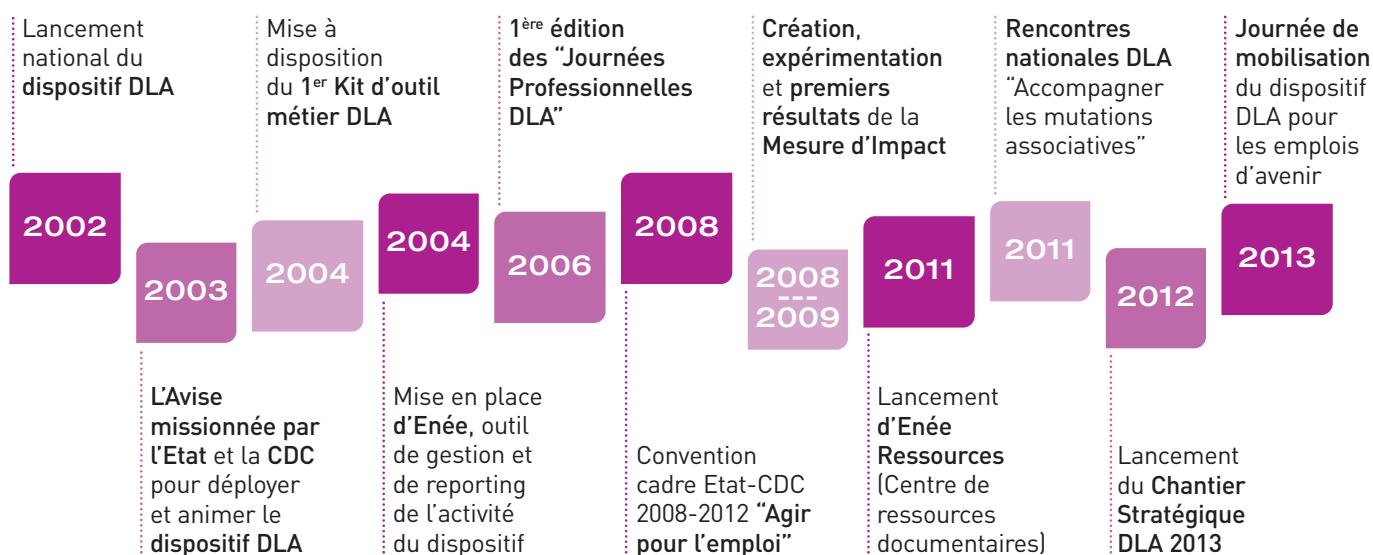 Lancement
national du
dispositif DLA
Mise à
disposition
du 1er Kit d'outil
métier DLA
1ère édition
des “Journées
Professionnelles
DLA”
Création,
expérimentation
et premiers
résultats de la
Mesure d'Impact
Rencontres
nationales DLA
“Accompagner
les mutations
associatives”
Journée de
mobilisation
du dispositif
DLA pour
les emplois
d'avenir
2002
2003
2004
2004
2006
2008
2008
---
2009
2011
2011
2012
2013
L'Avise
missionnée par
l'Etat et la CDC
pour déployer
et animer le
dispositif DLA
Mise en place
d'Enée, outil
de gestion et
de reporting
de l'activité
du dispositif
Convention
cadre Etat-CDC
2008-2012 “Agir
pour l'emploi”
Lancement
d'Enée
Ressources
(Centre de
ressources
documentaires)
Lancement
du Chantier
Stratégique
DLA 2013